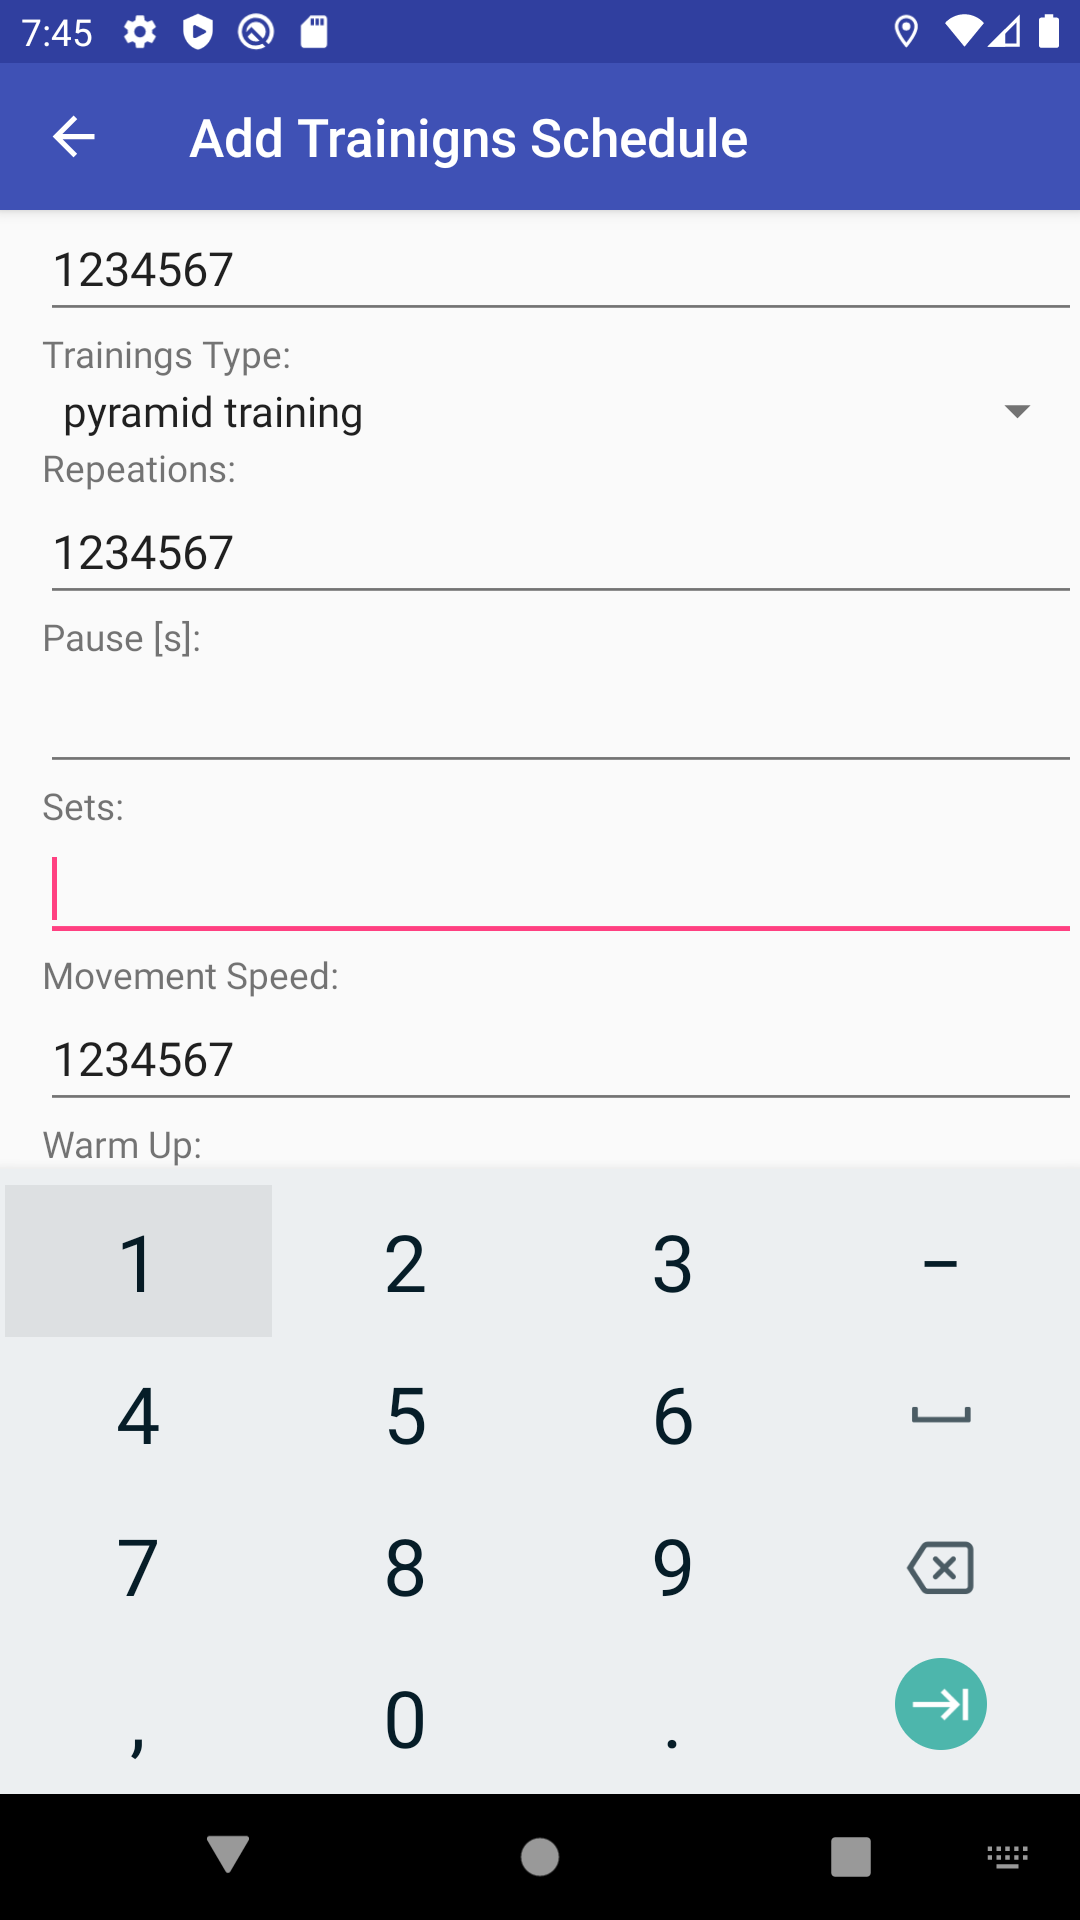 7:45
Add Trainigns Schedule
1234567
Trainings Type:
pyramid training
Repeations:
1234567
Pause [s]:
Sets:
Movement Speed:
1234567
Warm Up:
1 2 3 –
4 5 6
7 8 9
, 0 .